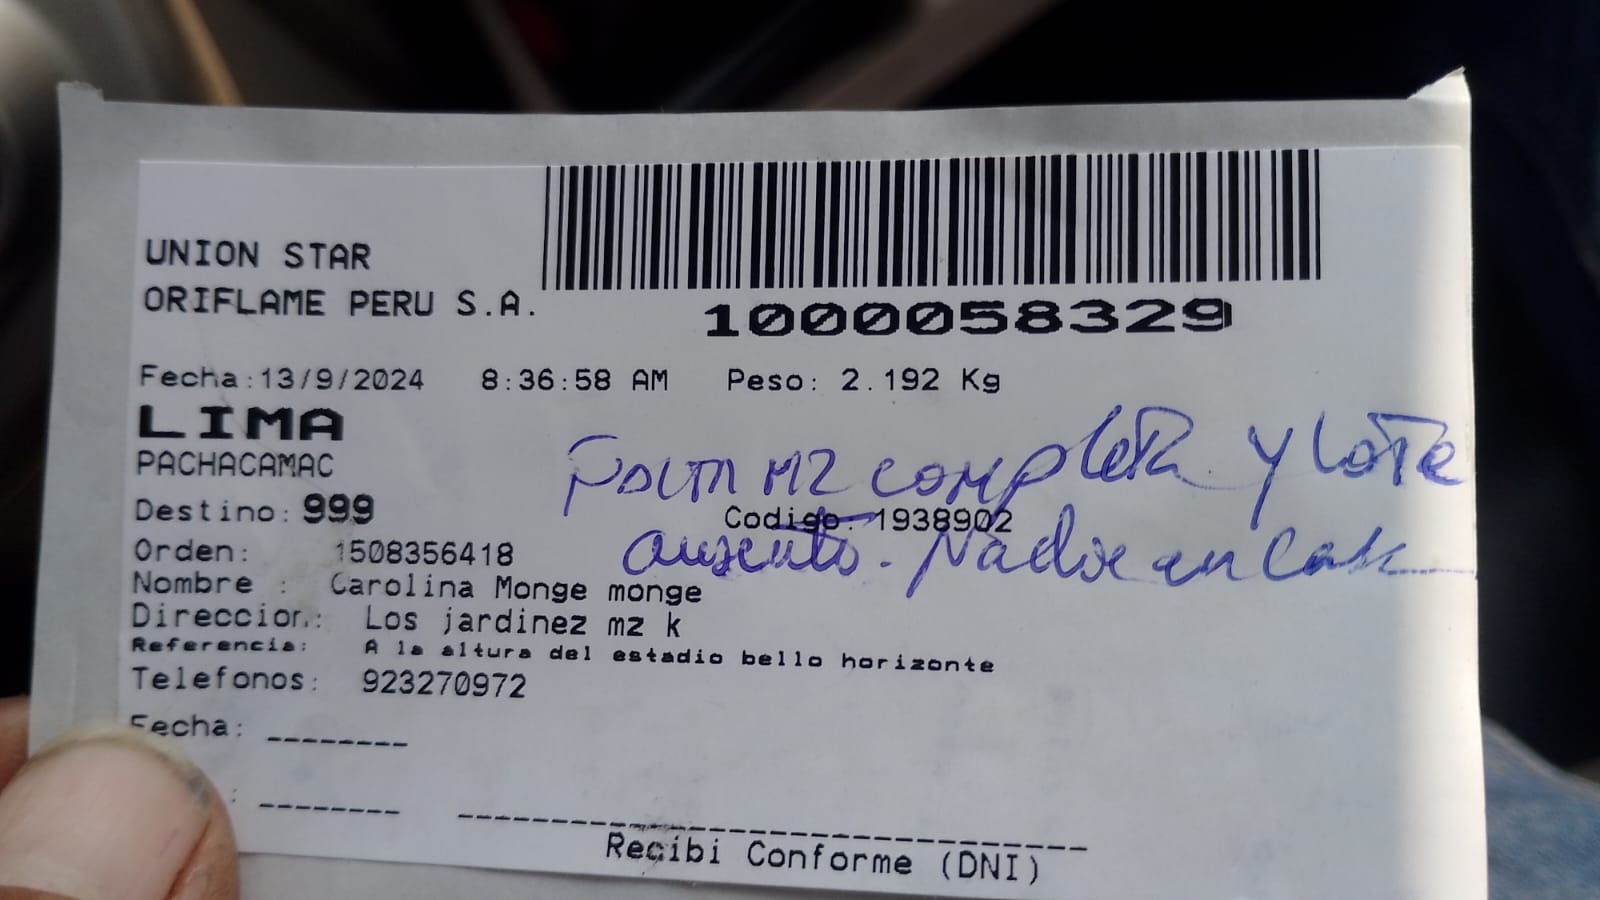 UNION STAR
ORIFLAME PERU S.A.
1000058329
Fecha:13/9/2024 8:36:58 AM Peso: 2.192 Kg
LIMA
PACHACAMAC
Falta MZ completa y lote
Destino: 999 Codigo: 1938902
ausente. Nadie en casa
Orden: 1508356418
Nombre : Carolina Monge monge
Direccion: Los jardinez mz k
Referencia: A la altura del estadio bello horizonte
Telefonos: 923270972
Fecha: ________
: ________
Recibi Conforme (DNI)